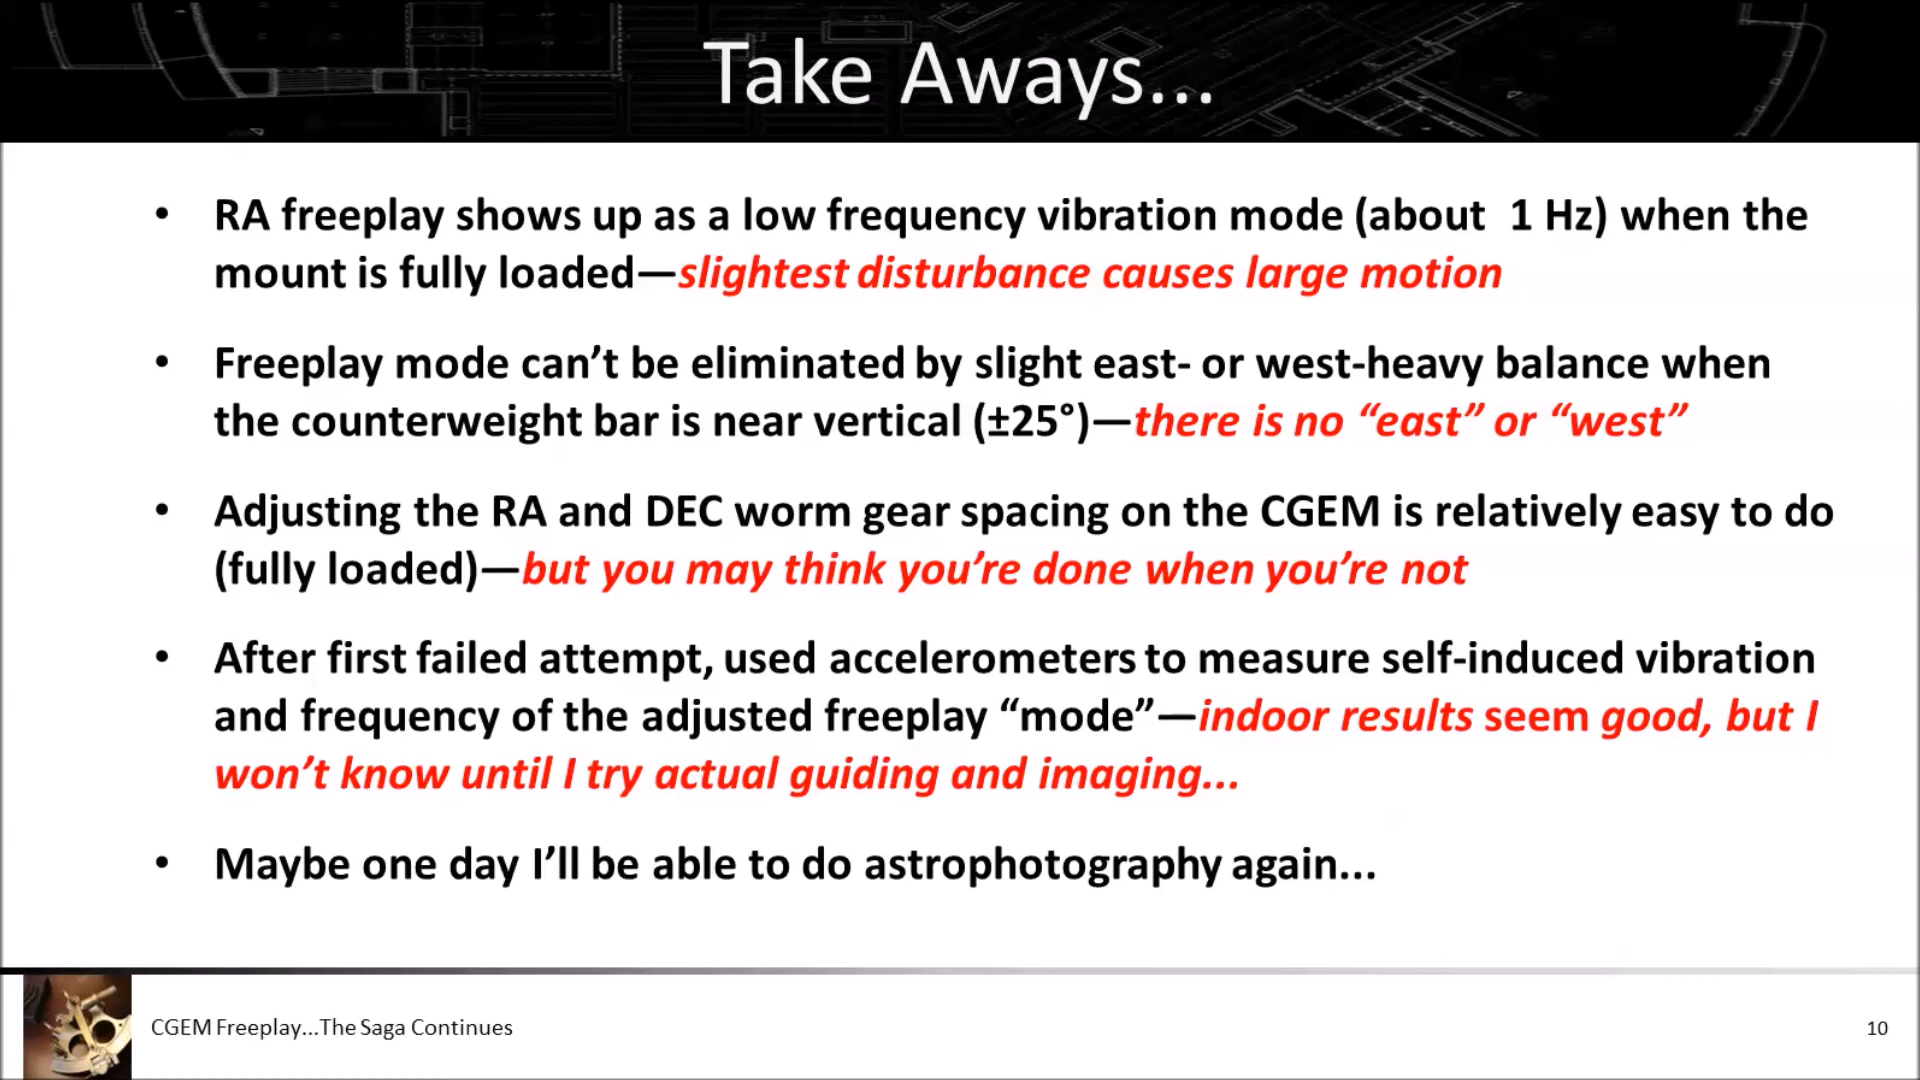 Take Aways...
• RA freeplay shows up as a low frequency vibration mode (about  1 Hz) when the
mount is fully loaded—slightest disturbance causes large motion
• Freeplay mode can’t be eliminated by slight east- or west-heavy balance when
the counterweight bar is near vertical (±25°)—there is no “east” or “west”
• Adjusting the RA and DEC worm gear spacing on the CGEM is relatively easy to do
(fully loaded)—but you may think you’re done when you’re not
• After first failed attempt, used accelerometers to measure self-induced vibration
and frequency of the adjusted freeplay “mode”—indoor results seem good, but I
won’t know until I try actual guiding and imaging...
• Maybe one day I’ll be able to do astrophotography again...
CGEM Freeplay...The Saga Continues
10